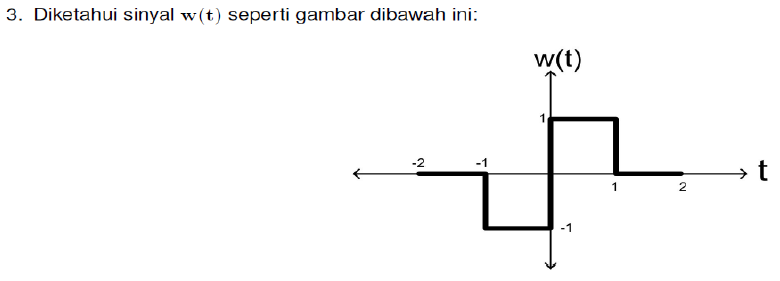 3. Diketahui sinyal w(t) seperti gambar dibawah ini:
w(t)
1
-2
-1
t
1
2
-1